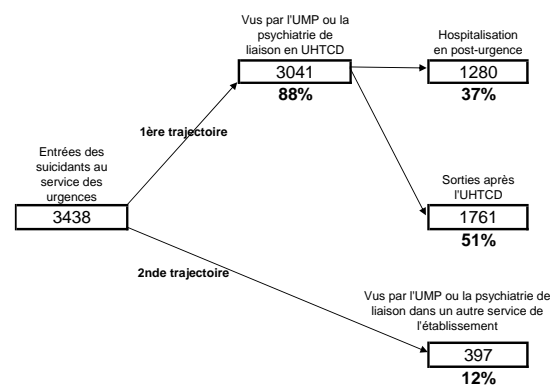 Vus par l'UMP ou la
psychiatrie de
liaison en UHTCD
3041
88%
Hospitalisation
en post-urgence
1280
37%
1ère trajectoire
Entrées des
suicidants au
service des
urgences
3438
Sorties après
l'UHTCD
1761
51%
2nde trajectoire
Vus par l'UMP ou la psychiatrie de
liaison dans un autre service de
l'établissement
397
12%